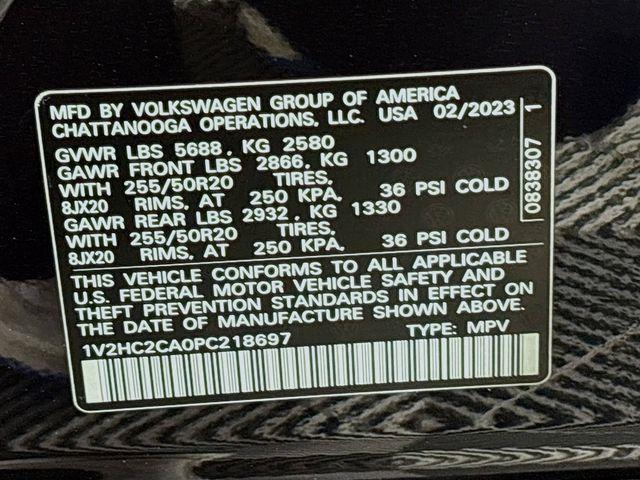 MFD BY VOLKSWAGEN GROUP OF AMERICA
CHATTANOOGA OPERATIONS, LLC. USA 02/2023
GVWR LBS 5688. KG 2580
GAWR FRONT LBS 2866. KG 1300
WITH 255/50R20 TIRES,
8JX20 RIMS, AT 250 KPA. 36 PSI COLD
GAWR REAR LBS 2932. KG 1330
WITH 255/50R20 TIRES,
8JX20 RIMS, AT 250 KPA. 36 PSI COLD
THIS VEHICLE CONFORMS TO ALL APPLICABLE
U.S. FEDERAL MOTOR VEHICLE SAFETY AND
THEFT PREVENTION STANDARDS IN EFFECT ON
THE DATE OF MANUFACTURE SHOWN ABOVE.
1V2HC2CA0PC218697 TYPE: MPV
0838307 1